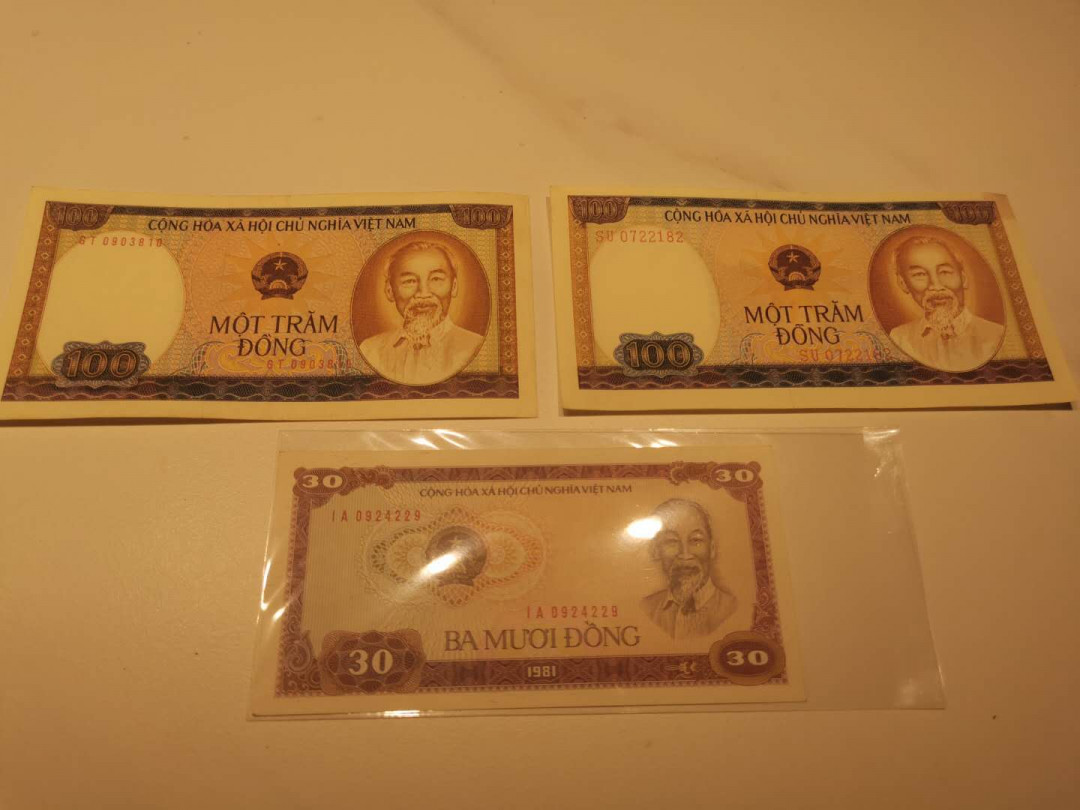 100 100
CỘNG HÒA XÃ HỘI CHỦ NGHĨA VIỆT NAM
GT 0903810
MỘT TRĂM
ĐỒNG
100
100 100
CỘNG HÒA XÃ HỘI CHỦ NGHĨA VIỆT NAM
SU 0722182
MỘT TRĂM
ĐỒNG
100
30 30
CỘNG HÒA XÃ HỘI CHỦ NGHĨA VIỆT NAM
IA 0924229
IA 0924229
BA MƯƠI ĐỒNG
30 1981 30